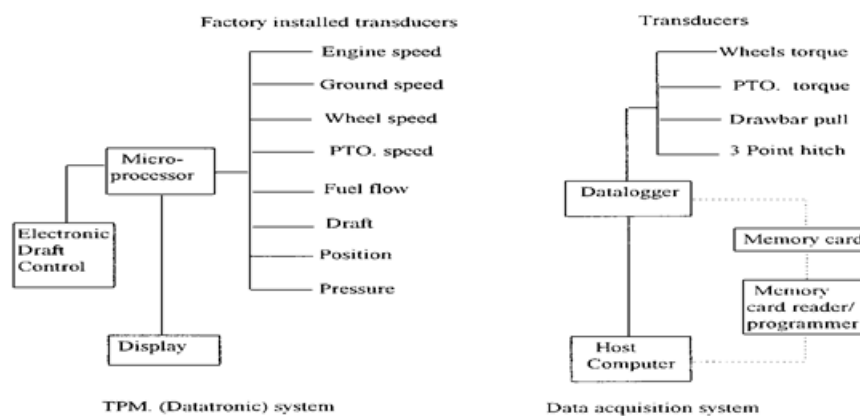 Factory installed transducers
Engine speed
Ground speed
Wheel speed
PTO. speed
Fuel flow
Draft
Position
Pressure
Micro-
processor
Electronic
Draft
Control
Display
TPM. (Datatronic) system
Transducers
Wheels torque
PTO. torque
Drawbar pull
3 Point hitch
Datalogger
Memory card
Memory
card reader/
programmer
Host
Computer
Data acquisition system